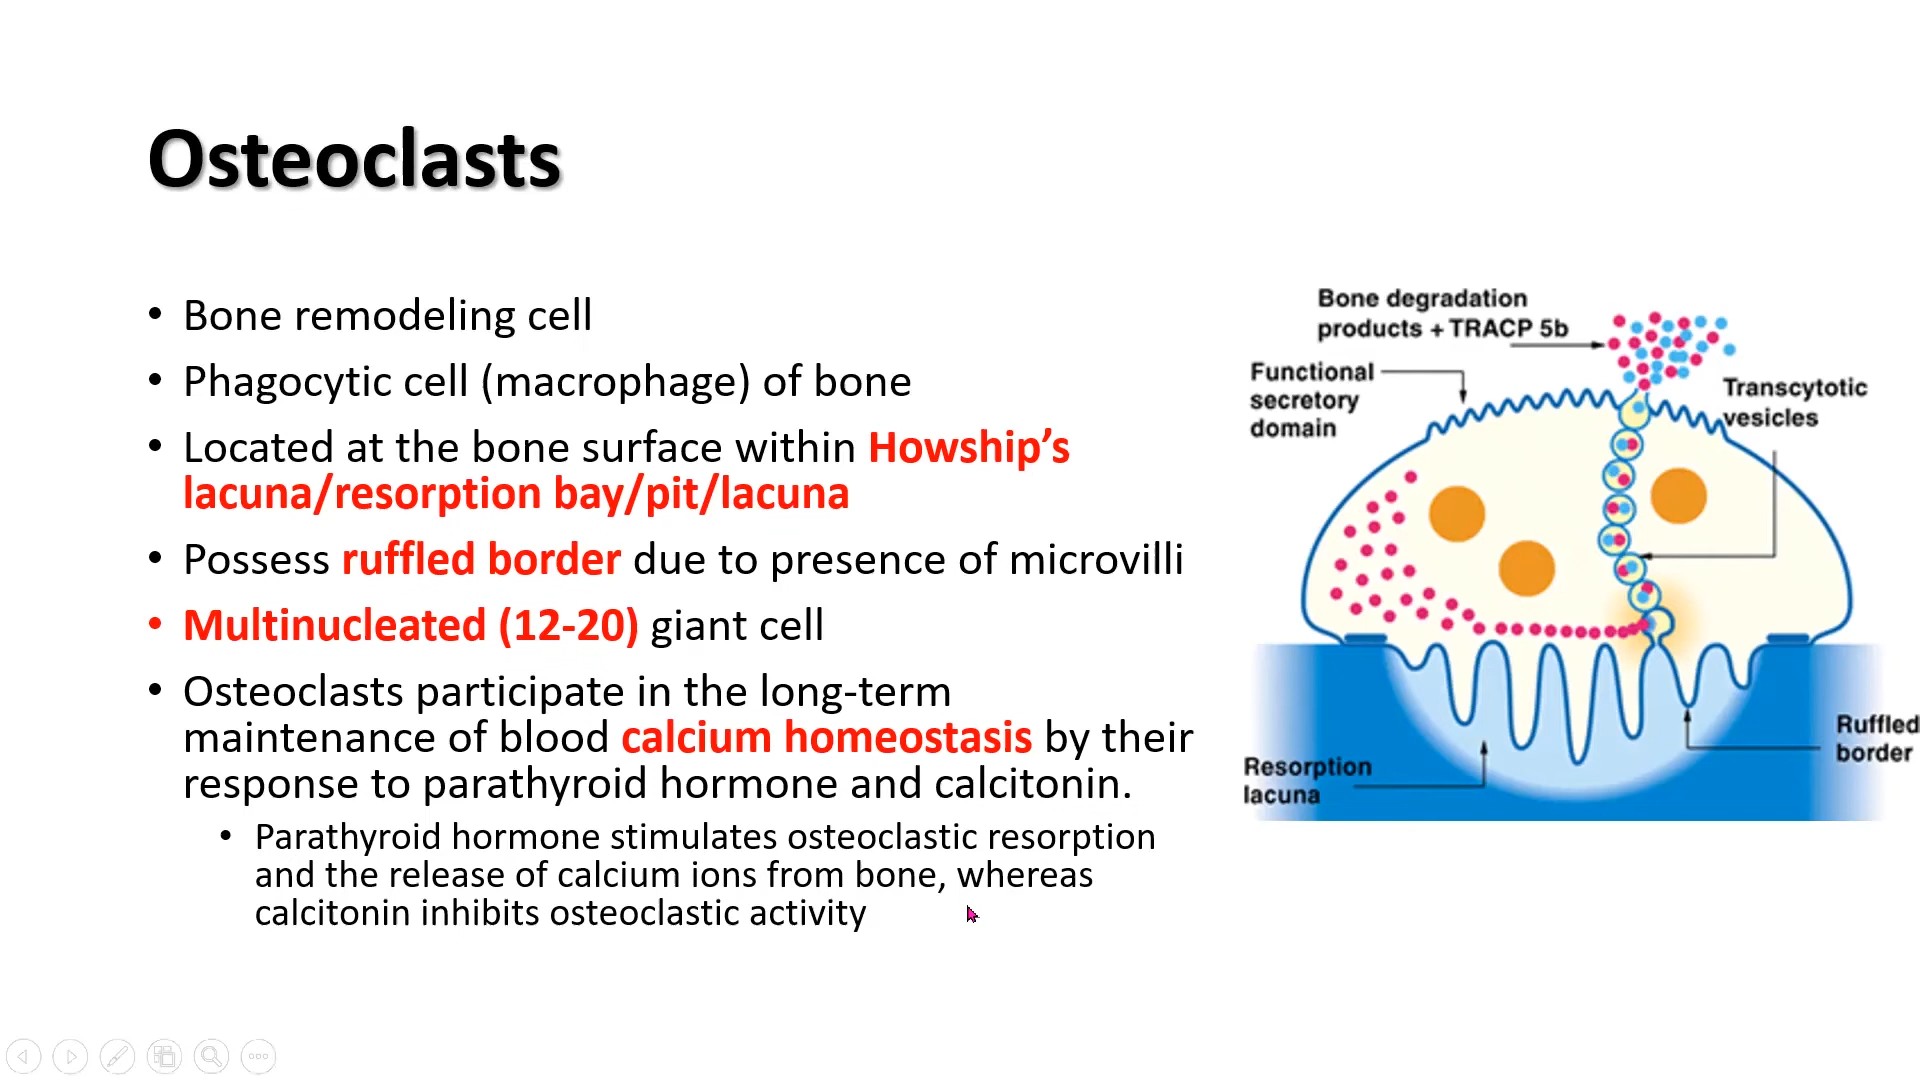 Osteoclasts
• Bone remodeling cell
• Phagocytic cell (macrophage) of bone
• Located at the bone surface within Howship’s
lacuna/resorption bay/pit/lacuna
• Possess ruffled border due to presence of microvilli
• Multinucleated (12-20) giant cell
• Osteoclasts participate in the long-term
maintenance of blood calcium homeostasis by their
response to parathyroid hormone and calcitonin.
• Parathyroid hormone stimulates osteoclastic resorption
and the release of calcium ions from bone, whereas
calcitonin inhibits osteoclastic activity
Bone degradation
products + TRACP 5b
Functional
secretory
domain
Transcytotic
vesicles
Ruffled
border
Resorption
lacuna